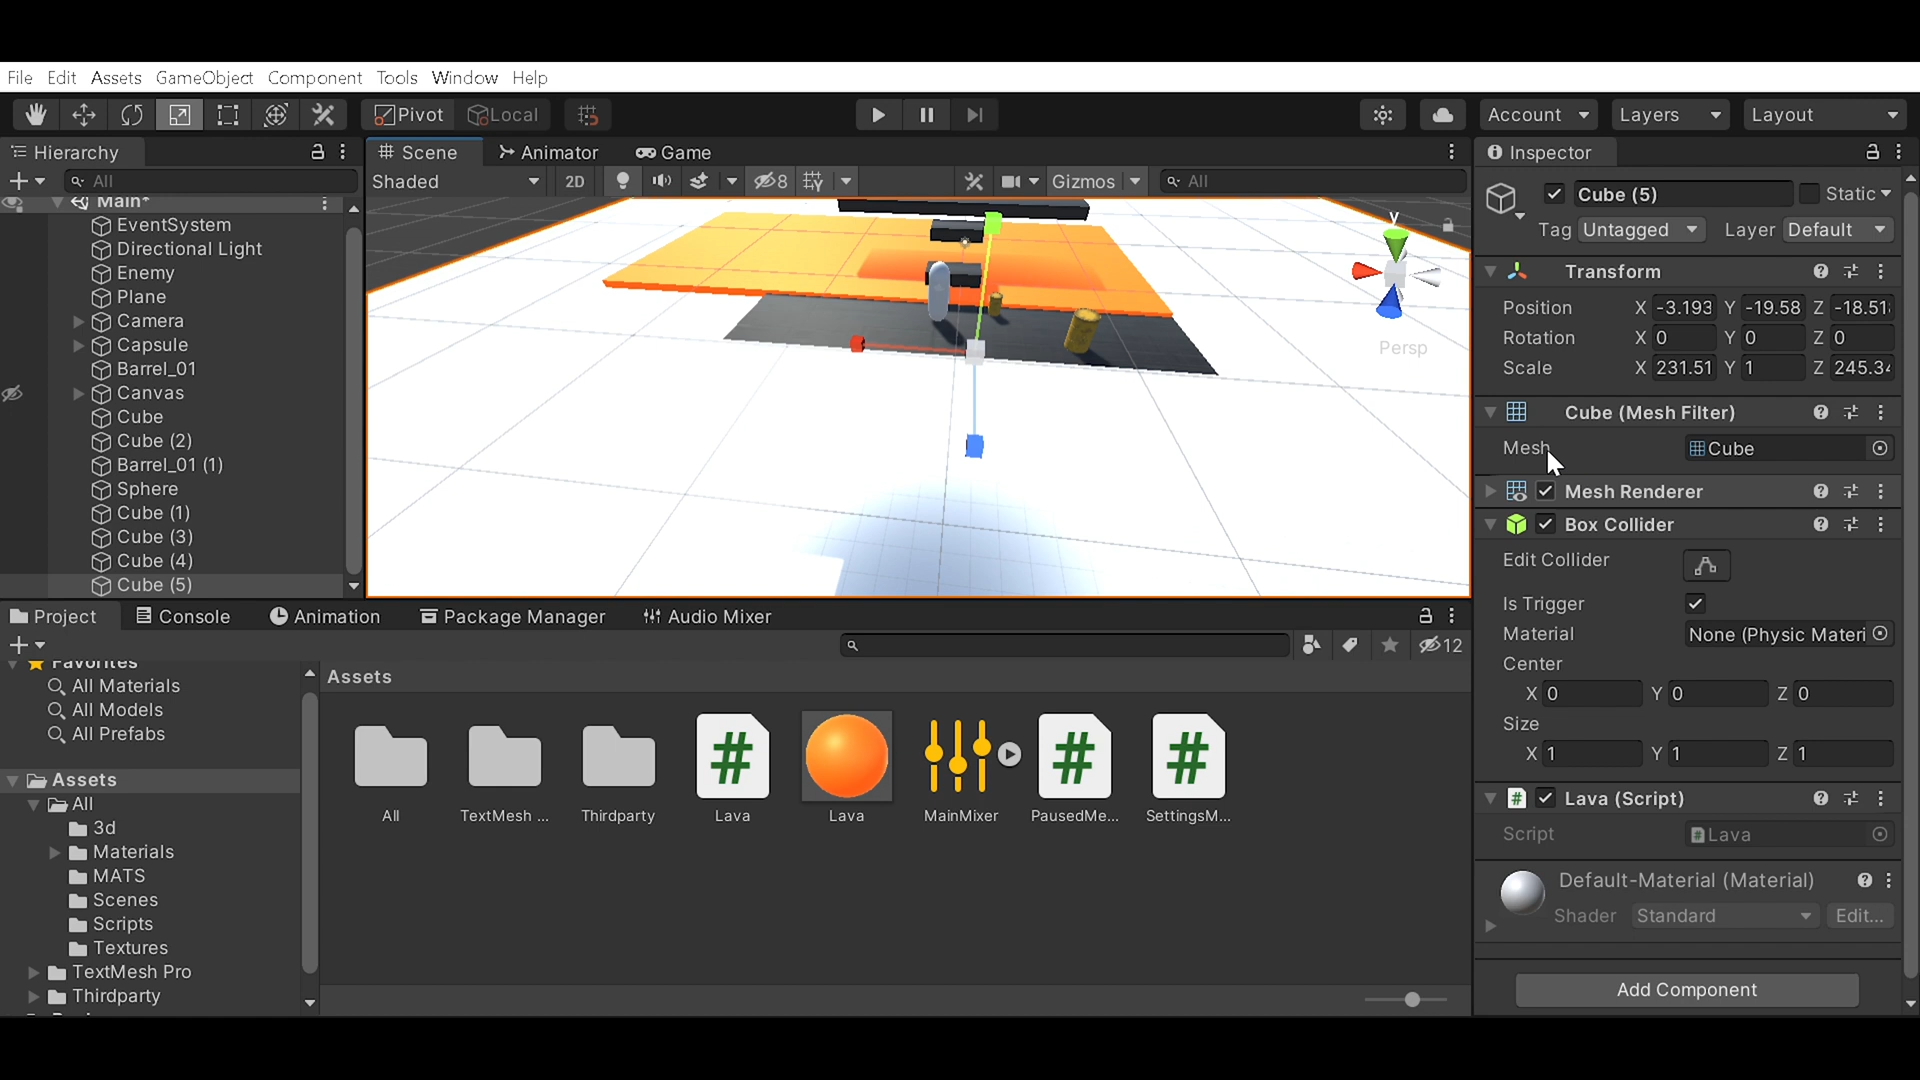 File Edit Assets GameObject Component Tools Window Help
Pivot Local Account Layers Layout
Hierarchy
All
Main*
EventSystem
Directional Light
Enemy
Plane
Camera
Capsule
Barrel_01
Canvas
Cube
Cube (2)
Barrel_01 (1)
Sphere
Cube (1)
Cube (3)
Cube (4)
Cube (5)
Scene Animator Game
Shaded 2D 8 Gizmos All
y
Persp
Inspector
Cube (5) Static
Tag Untagged Layer Default
Transform
Position X -3.193 Y -19.58 Z -18.51
Rotation X 0 Y 0 Z 0
Scale X 231.51 Y 1 Z 245.34
Cube (Mesh Filter)
Mesh Cube
Mesh Renderer
Box Collider
Edit Collider
Is Trigger
Material None (Physic Materi
Center
X 0 Y 0 Z 0
Size
X 1 Y 1 Z 1
# Lava (Script)
Script # Lava
Default-Material (Material)
Shader Standard Edit...
Add Component
Project Console Animation Package Manager Audio Mixer
12
Favorites
All Materials
All Models
All Prefabs
Assets
All
3d
Materials
MATS
Scenes
Scripts
Textures
TextMesh Pro
Thirdparty
Assets
# # #
All TextMesh ... Thirdparty Lava Lava MainMixer PausedMe... SettingsM...